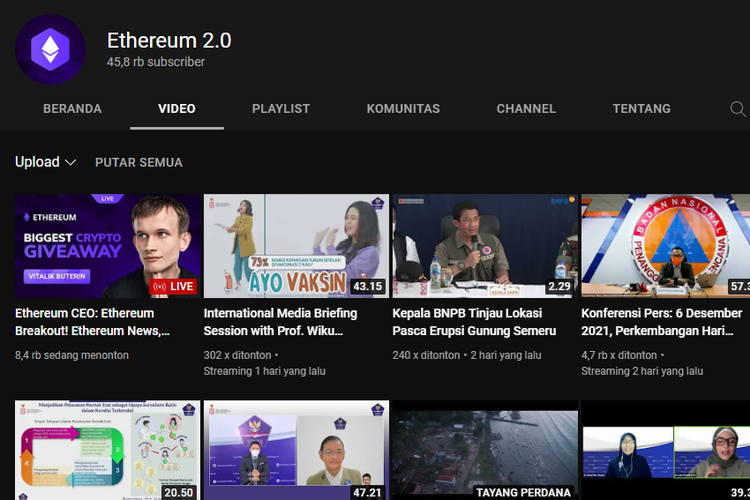 Ethereum 2.0
45,8 rb subscriber
BERANDA VIDEO PLAYLIST KOMUNITAS CHANNEL TENTANG
Upload PUTAR SEMUA
LIVE
ETHEREUM
BIGGEST CRYPTO
GIVEAWAY
VITALIK BUTERIN
LIVE
73%
AYO VAKSIN
43.15
BNPB
KEPALA BNPB
2.29
BADAN NASIONAL
PENANGGULANGAN BENCANA
57.3
Ethereum CEO: Ethereum
Breakout! Ethereum News,...
8,4 rb sedang menonton
International Media Briefing
Session with Prof. Wiku...
302 x ditonton •
Streaming 1 hari yang lalu
Kepala BNPB Tinjau Lokasi
Pasca Erupsi Gunung Semeru
240 x ditonton • 2 hari yang lalu
Konferensi Pers: 6 Desember
2021, Perkembangan Hari...
4,7 rb x ditonton •
Streaming 2 hari yang lalu
20.50
47.21
TAYANG PERDANA
39.3